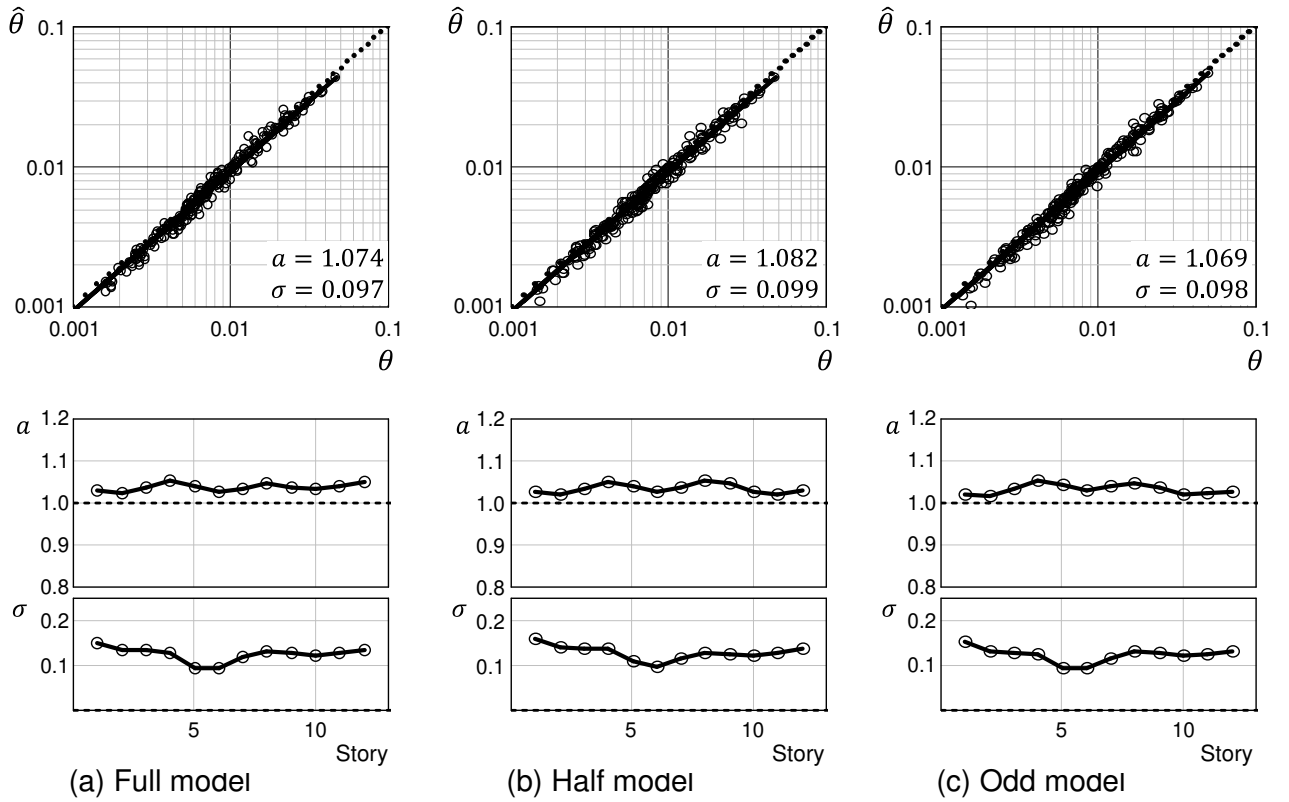 θ̂ 0.1
0.01
0.001
a = 1.074
σ = 0.097
0.001 0.01 0.1
θ
θ̂ 0.1
0.01
0.001
a = 1.082
σ = 0.099
0.001 0.01 0.1
θ
θ̂ 0.1
0.01
0.001
a = 1.069
σ = 0.098
0.001 0.01 0.1
θ
a 1.2
1.1
1.0
0.9
0.8
σ 0.2
0.1
5 10
Story
(a) Full model
a 1.2
1.1
1.0
0.9
0.8
σ 0.2
0.1
5 10
Story
(b) Half model
a 1.2
1.1
1.0
0.9
0.8
σ 0.2
0.1
5 10
Story
(c) Odd model